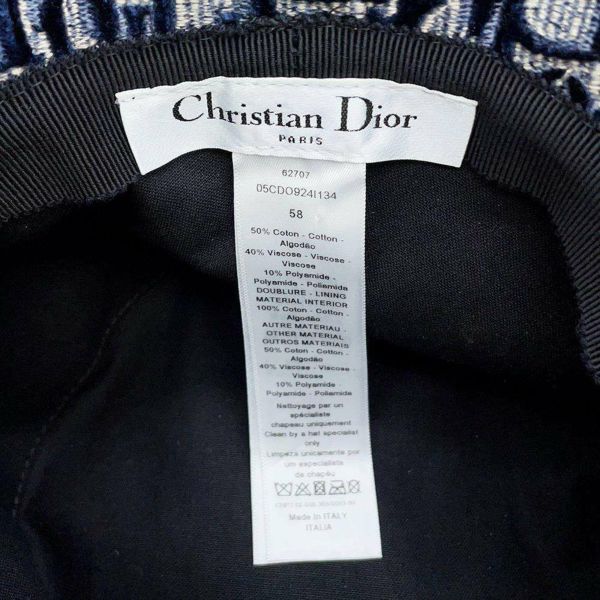 Christian Dior
PARIS
62707
05CDO924I134
58
50% Coton - Cotton -
Algodão
40% Viscose - Viscose -
Viscose
10% Polyamide -
Polyamide - Poliamida
DOUBLURE - LINING
MATERIAL INTERIOR
100% Coton - Cotton -
Algodão
AUTRE MATERIAU -
OTHER MATERIAL
OUTROS MATERIAIS
50% Coton - Cotton -
Algodão
40% Viscose - Viscose -
Viscose
10% Polyamide -
Polyamide - Poliamide
Nettoyage par un
spécialiste
chapeau uniquement
Clean by a hat specialist
only
Limpeza unicamente por
um especialista
de chapéu
Made in ITALY
ITALIA